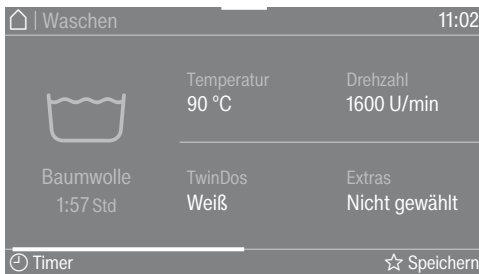 | Waschen
11:02
Temperatur
90 °C
Drehzahl
1600 U/min
Baumwolle
1:57 Std
TwinDos
Weiß
Extras
Nicht gewählt
Timer
Speichern